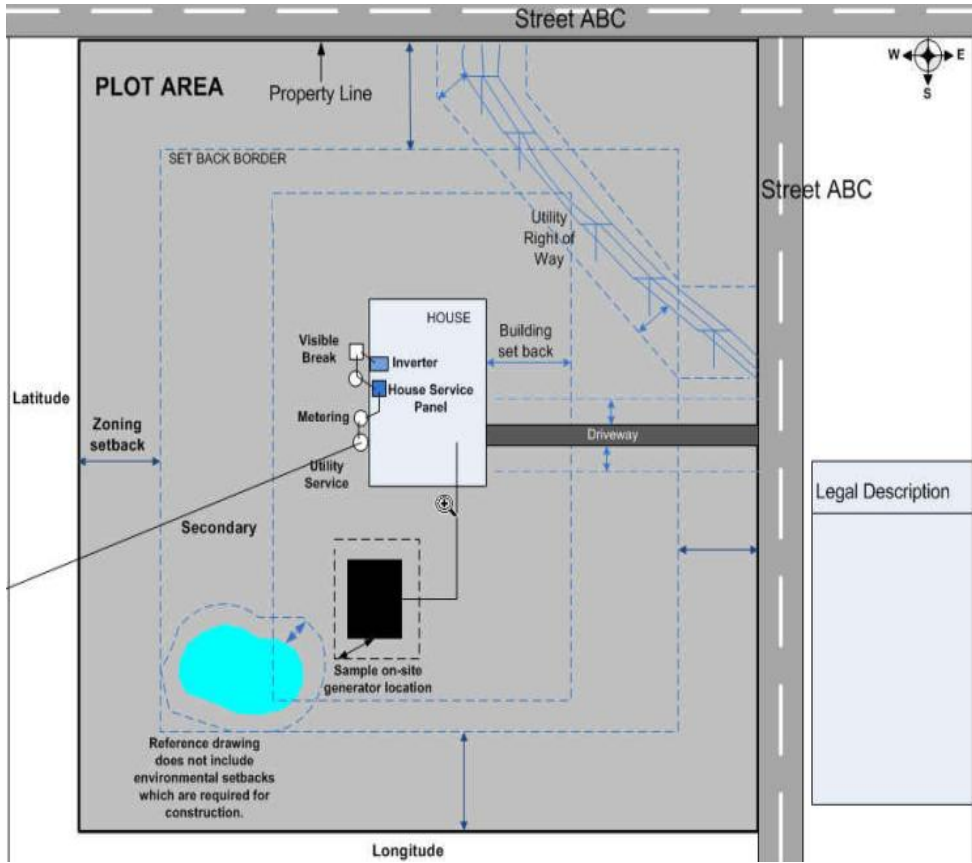 Street ABC
W
E
S
PLOT AREA
Property Line
SET BACK BORDER
Street ABC
Utility
Right of
Way
HOUSE
Visible
Break
Inverter
Building
set back
House Service
Panel
Latitude
Metering
Zoning
setback
Driveway
Utility
Service
Legal Description
Secondary
Sample on-site
generator location
Reference drawing
does not include
environmental setbacks
which are required for
construction.
Longitude